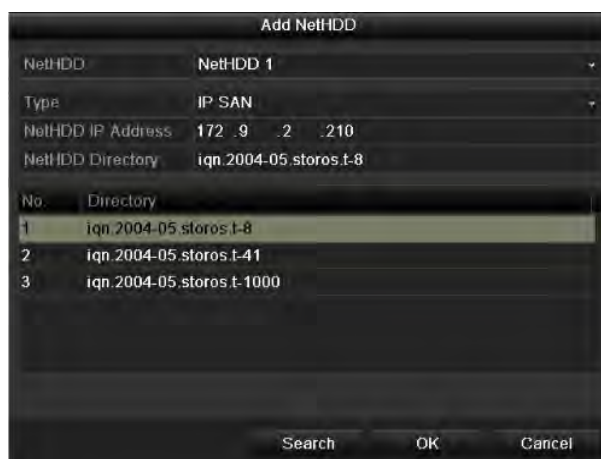 Add NetHDD
NetHDD NetHDD 1
Type IP SAN
NetHDD IP Address 172 .9 .2 .210
NetHDD Directory iqn.2004-05.storos.t-8
No. Directory
1 iqn.2004-05.storos.t-8
2 iqn.2004-05.storos.t-41
3 iqn.2004-05.storos.t-1000
Search OK Cancel